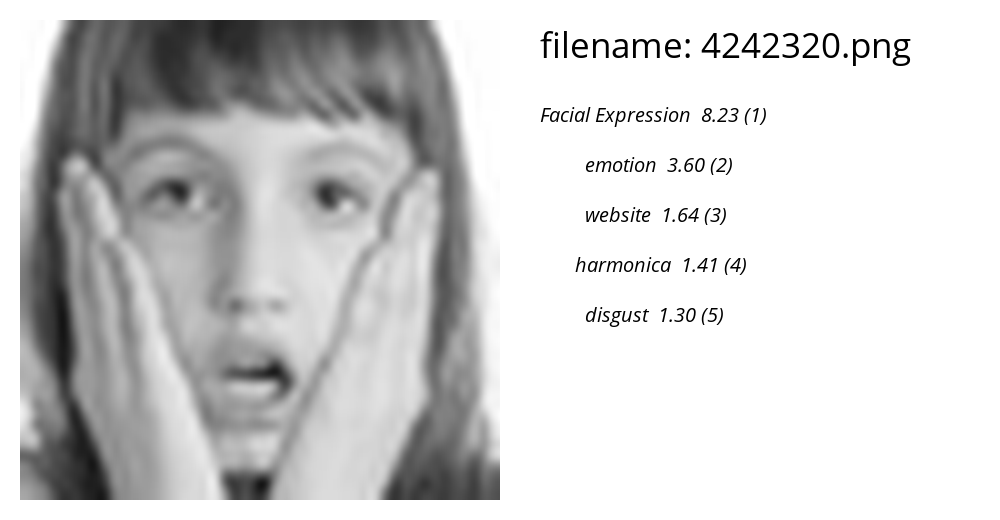 filename: 4242320.png
Facial Expression 8.23 (1)
emotion 3.60 (2)
website 1.64 (3)
harmonica 1.41 (4)
disgust 1.30 (5)